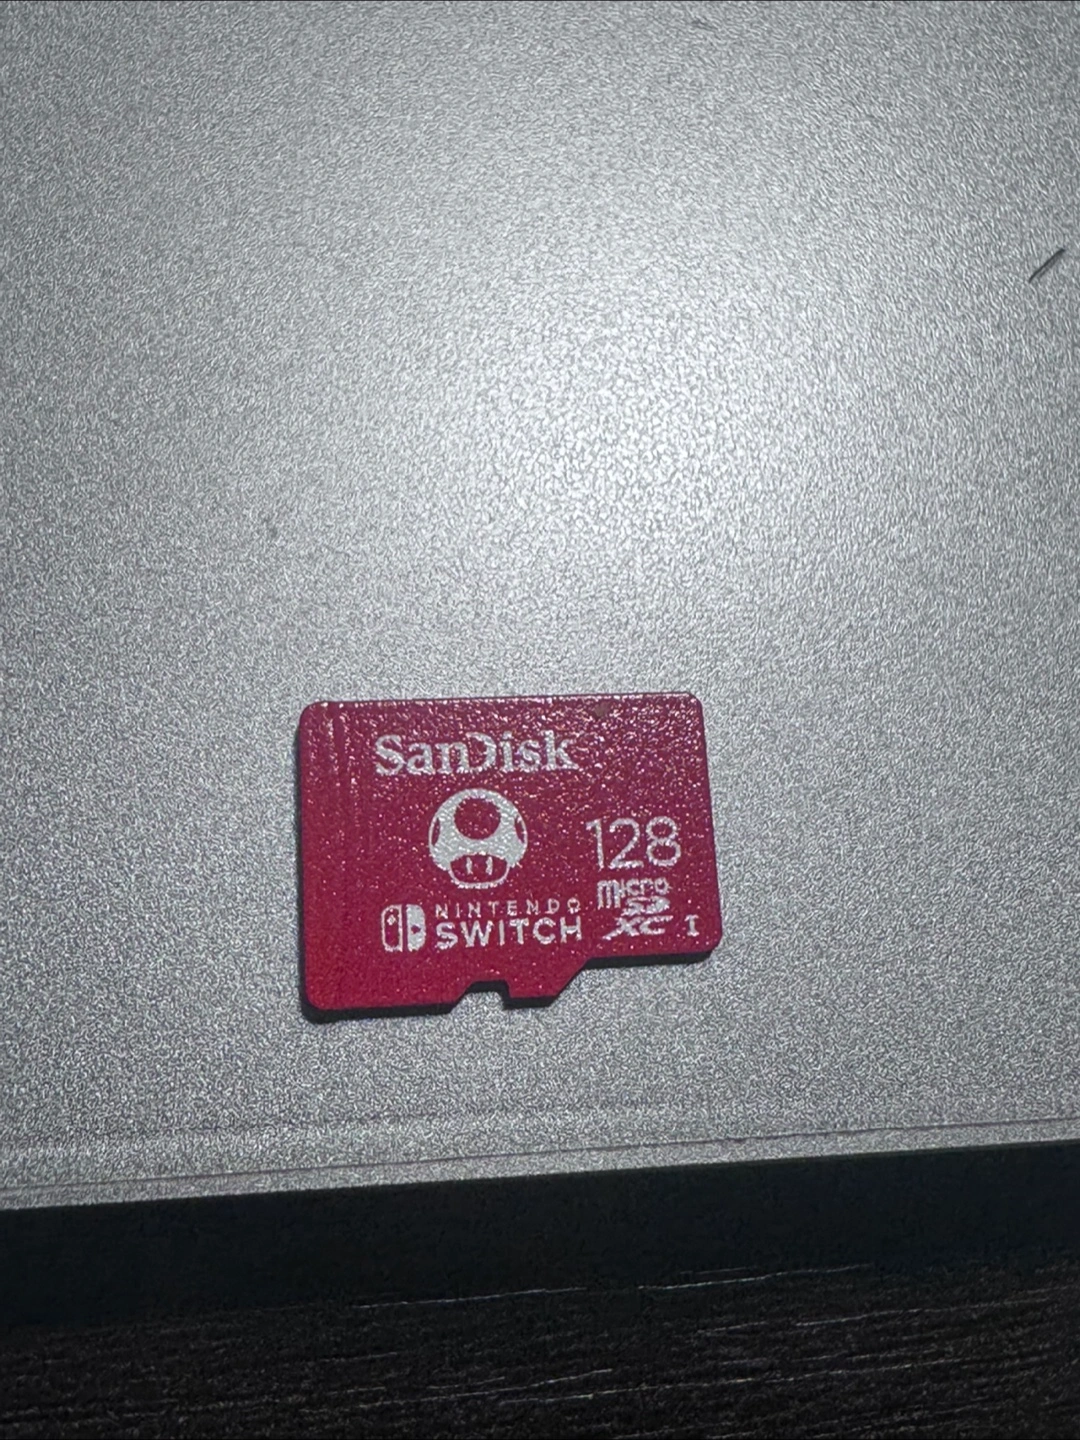 SanDisk
128
NINTENDO
SWITCH
micro
SD
XC I